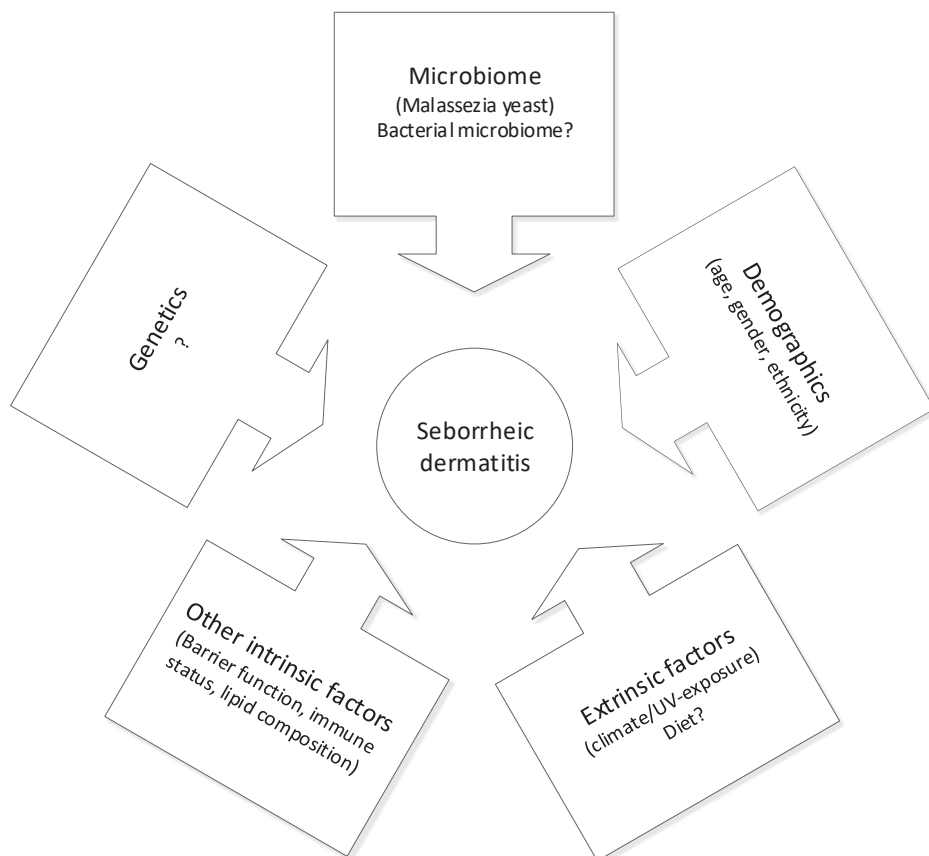 Microbiome
(Malassezia yeast)
Bacterial microbiome?
Genetics
?
Demographics
(age, gender, ethnicity)
Seborrheic
dermatitis
Other intrinsic factors
(Barrier function, immune
status, lipid composition)
Extrinsic factors
(climate/UV-exposure)
Diet?